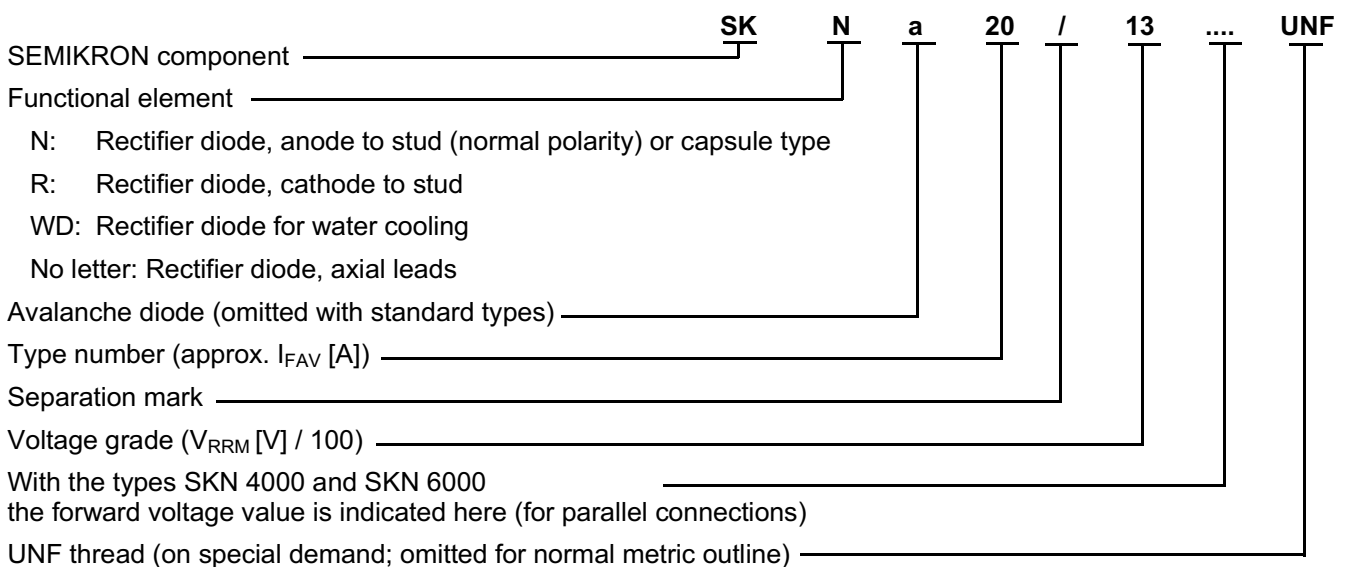 SK N a 20 / 13 .... UNF
SEMIKRON component
Functional element
N: Rectifier diode, anode to stud (normal polarity) or capsule type
R: Rectifier diode, cathode to stud
WD: Rectifier diode for water cooling
No letter: Rectifier diode, axial leads
Avalanche diode (omitted with standard types)
Type number (approx. I_FAV [A])
Separation mark
Voltage grade (V_RRM [V] / 100)
With the types SKN 4000 and SKN 6000
the forward voltage value is indicated here (for parallel connections)
UNF thread (on special demand; omitted for normal metric outline)